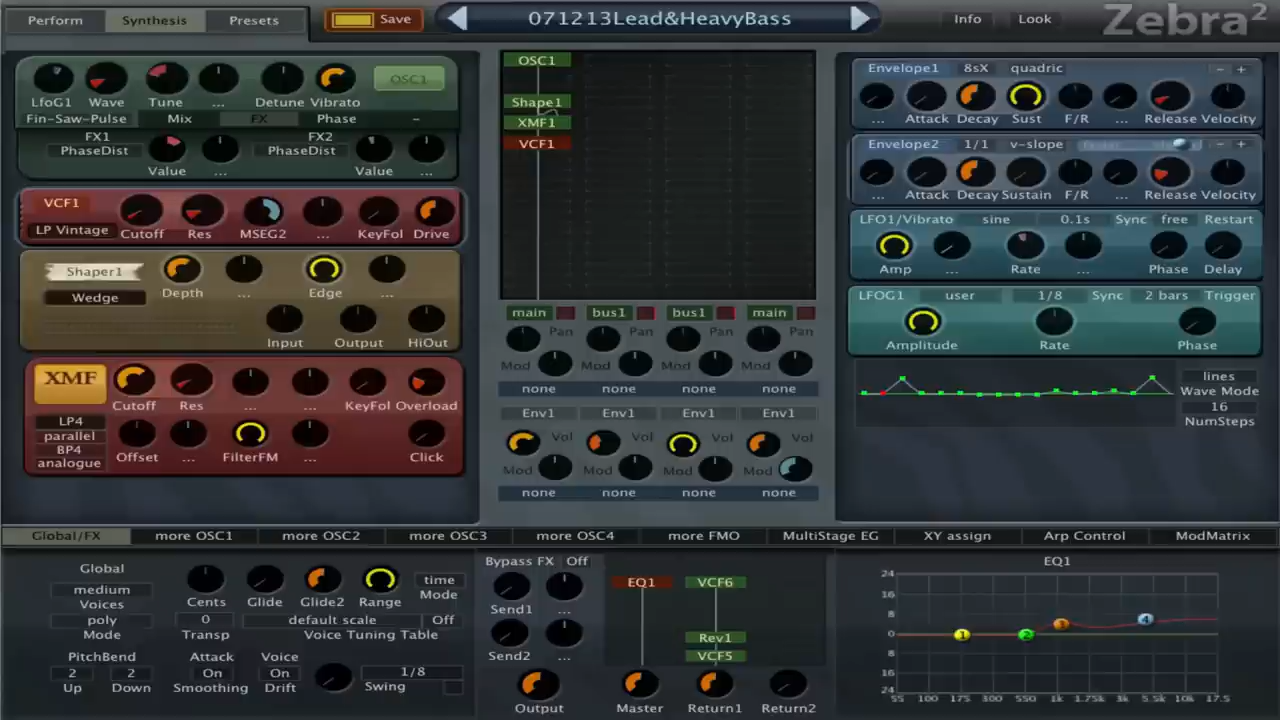 Perform Synthesis Presets Save 071213Lead&HeavyBass Info Look Zebra2
OSC1
LfoG1 Wave Tune ... Detune Vibrato
Fin-Saw-Pulse Mix FX Phase -
FX1 FX2
PhaseDist PhaseDist
Value ... Value ...
VCF1
LP Vintage Cutoff Res MSEG2 ... KeyFol Drive
Shaper1
Wedge
Depth ... Edge ...
Input Output HiOut
XMF
Cutoff Res ... ... KeyFol Overload
LP4
parallel
BP4
analogue
Offset ... FilterFM ... Click
OSC1
Shape1
XMF1
VCF1
main bus1 bus1 main
Pan Pan Pan Pan
Mod Mod Mod Mod
none none none none
Env1 Env1 Env1 Env1
Vol Vol Vol Vol
Mod Mod Mod Mod
none none none none
Envelope1 8sX quadric - +
... Attack Decay Sust F/R ... Release Velocity
Envelope2 1/1 v-slope - +
... Attack Decay Sustain F/R ... Release Velocity
LFO1/Vibrato sine 0.1s Sync free Restart
Amp ... Rate ... Phase Delay
LFOG1 user 1/8 Sync 2 bars Trigger
Amplitude Rate Phase
lines
Wave Mode
16
NumSteps
Global/FX more OSC1 more OSC2 more OSC3 more OSC4 more FMO MultiStage EG XY assign Arp Control ModMatrix
Global
medium
Voices
poly
Mode
Cents Glide Glide2 Range
time
Mode
0 default scale Off
Transp Voice Tuning Table
PitchBend Attack Voice
2 2 On On 1/8
Up Down Smoothing Drift Swing
Bypass FX Off
Send1 ...
Send2 ...
EQ1 VCF6
Rev1
VCF5
Output Master Return1 Return2
EQ1
24
16
8
0
8
16
24
1 2 3 4
55 100 175 300 550 1k 1.75k 3k 5.5k 10k 17.5